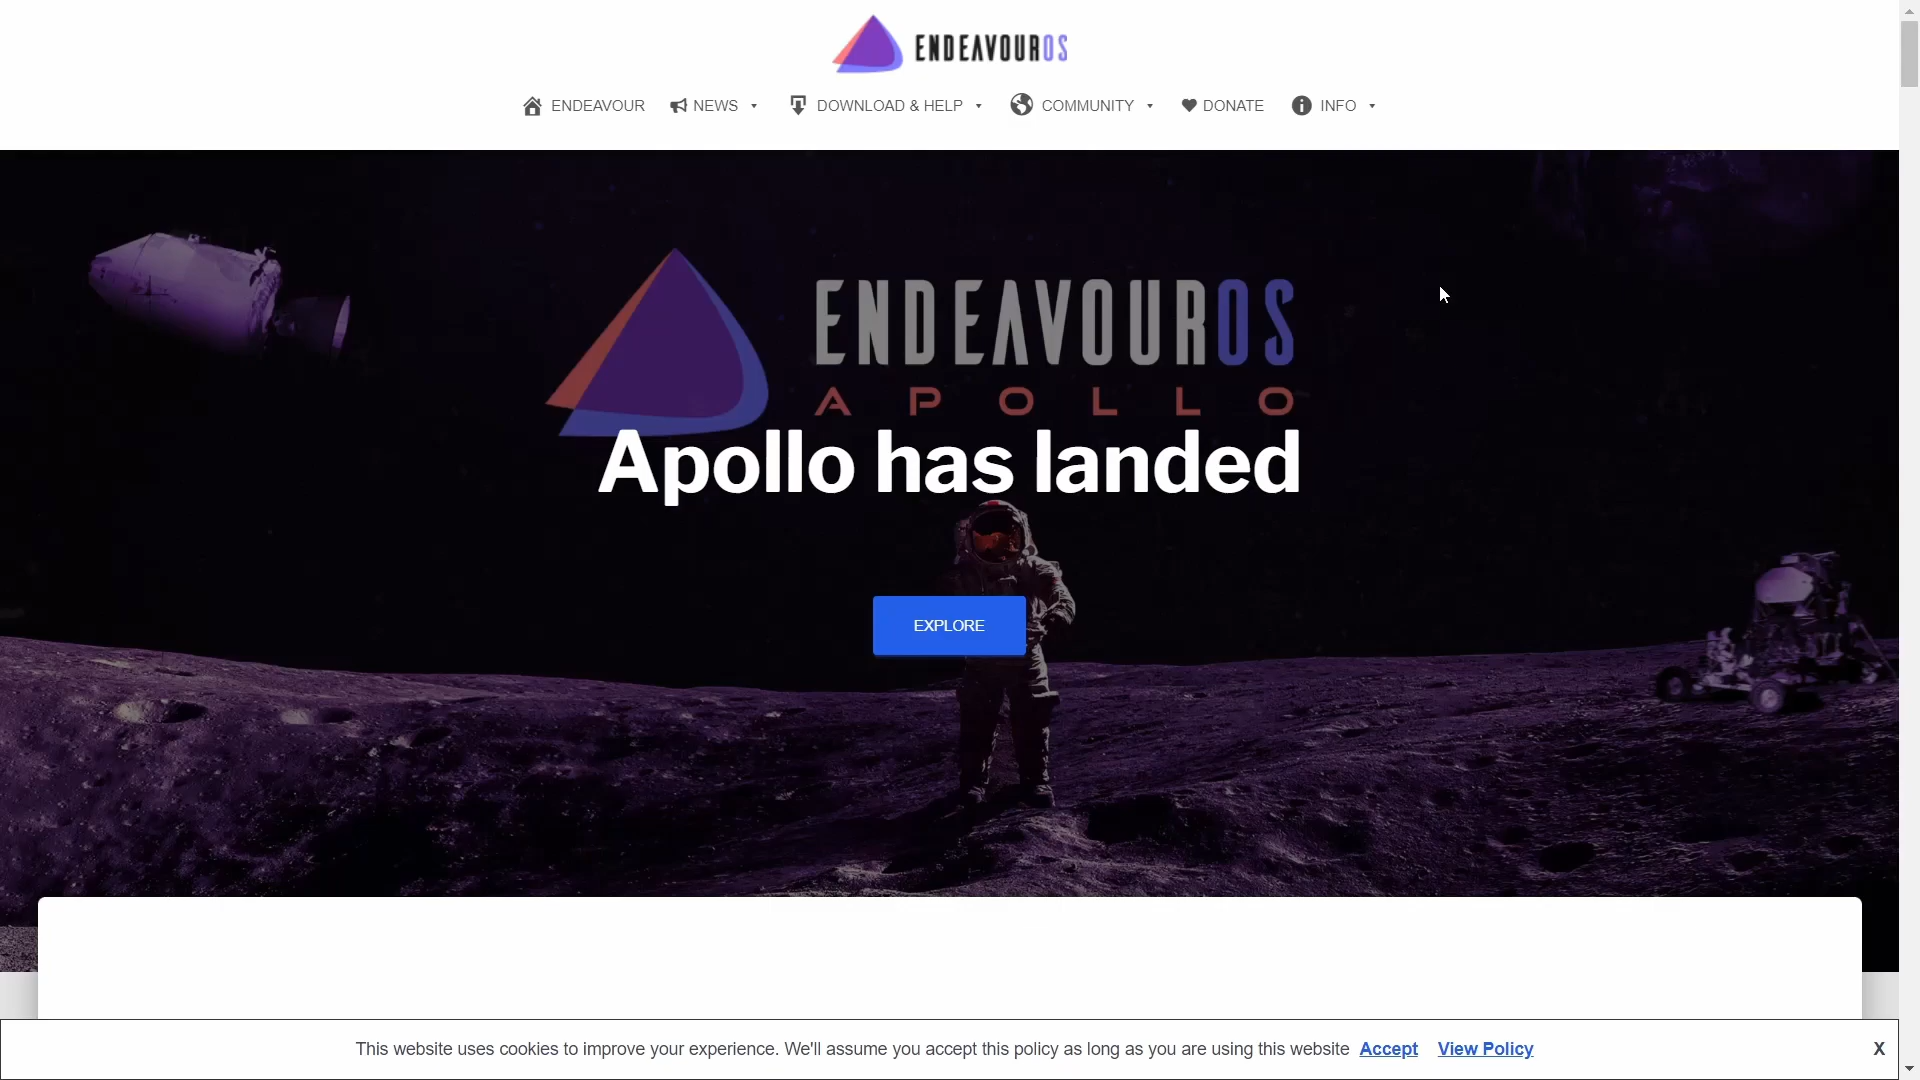 ENDEAVOUROS
ENDEAVOUR NEWS DOWNLOAD & HELP COMMUNITY DONATE INFO
ENDEAVOUROS
APOLLO
Apollo has landed
EXPLORE
This website uses cookies to improve your experience. We'll assume you accept this policy as long as you are using this website Accept View Policy X